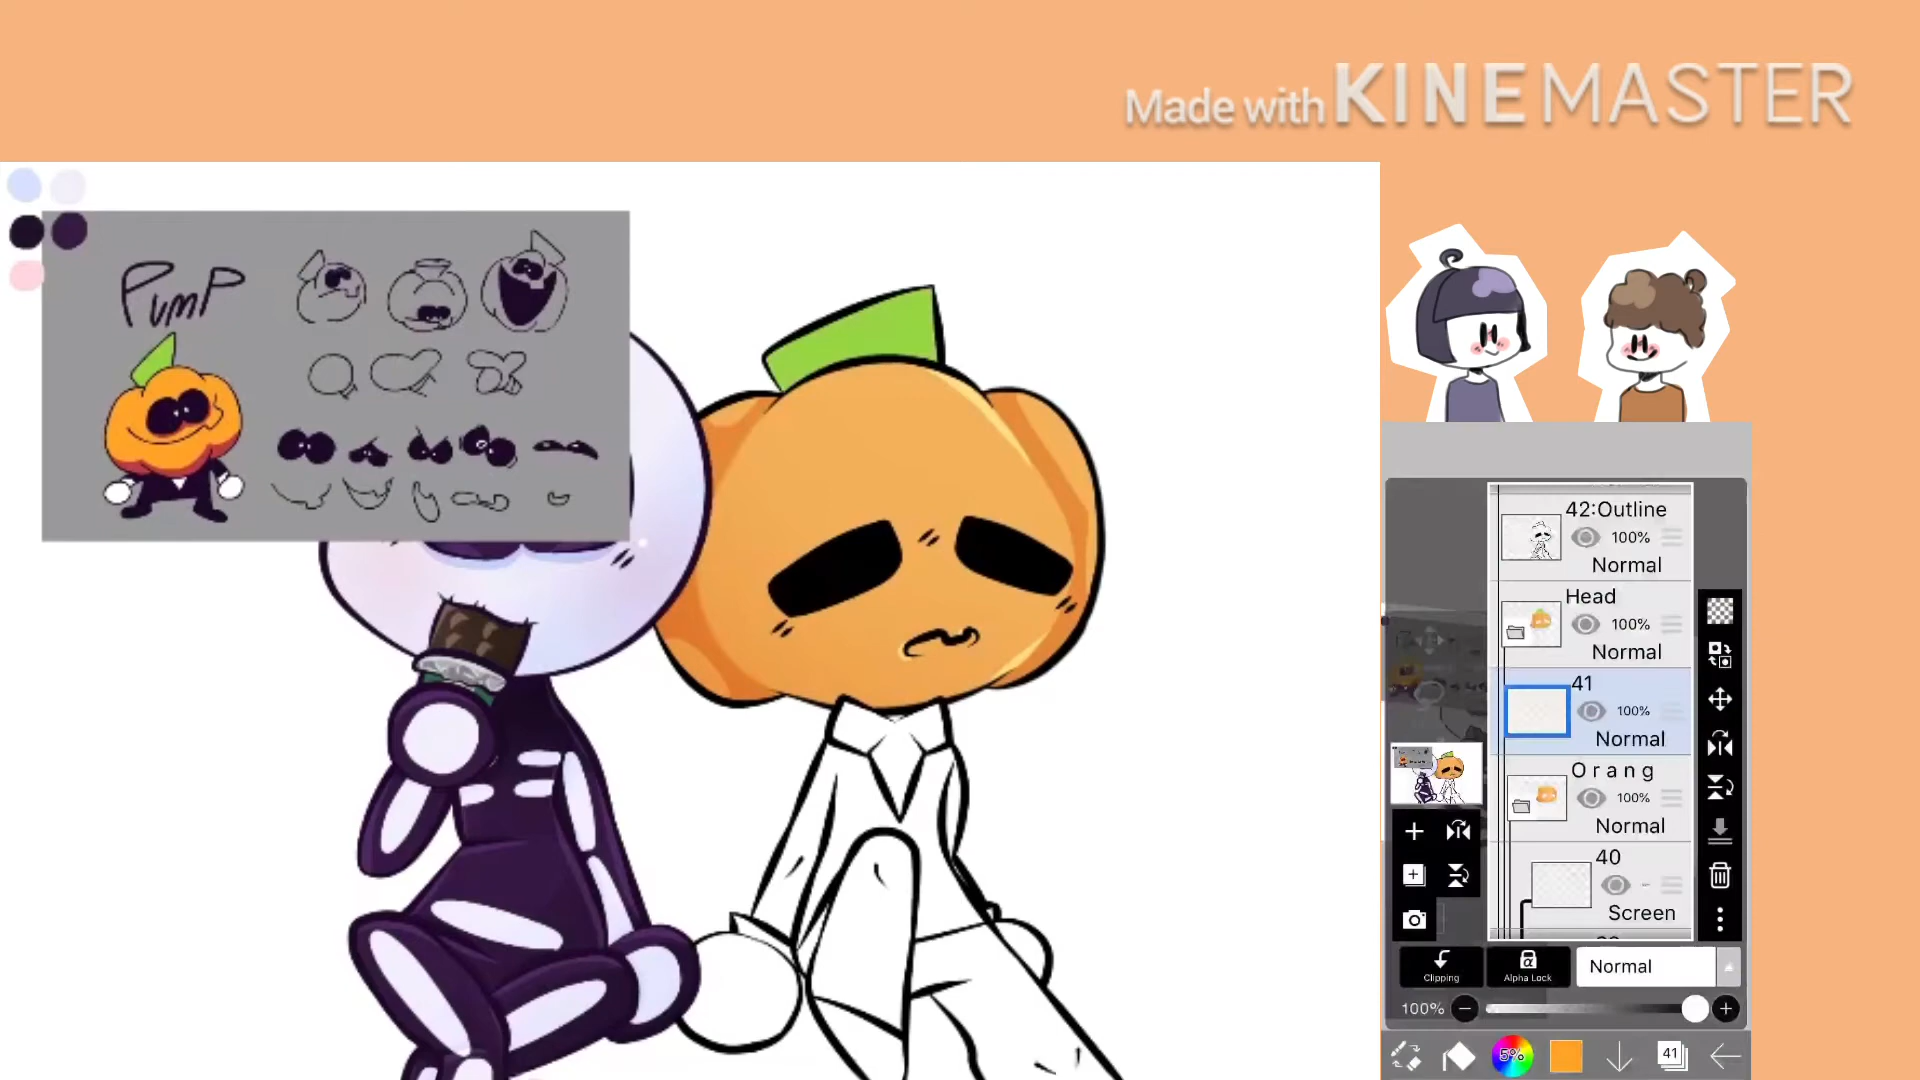 Made with KINEMASTER
PUMP
42:Outline
100%
Normal
Head
100%
Normal
41
100%
Normal
Orang
100%
Normal
40
Screen
Clipping
Alpha Lock
Normal
100%
5%
41